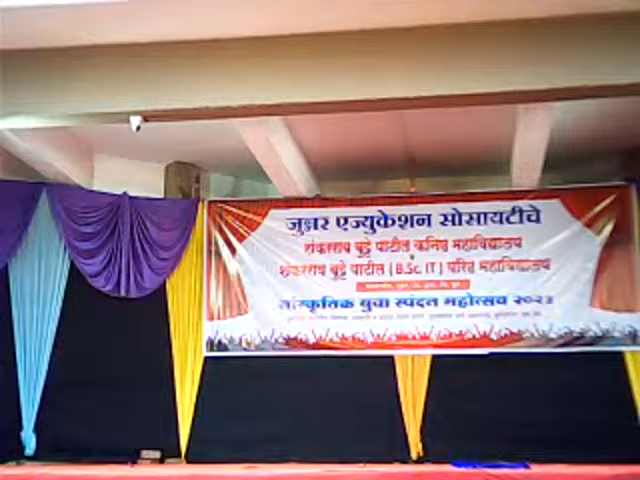 जुन्नर एज्युकेशन सोसायटीचे
शंकरराव बुट्टे पाटील कनिष्ठ महाविद्यालय
व
शंकरराव बुट्टे पाटील ( B.Sc IT ) वरिष्ठ महाविद्यालय
सांस्कृतिक युवा स्पंदन महोत्सव २०२३